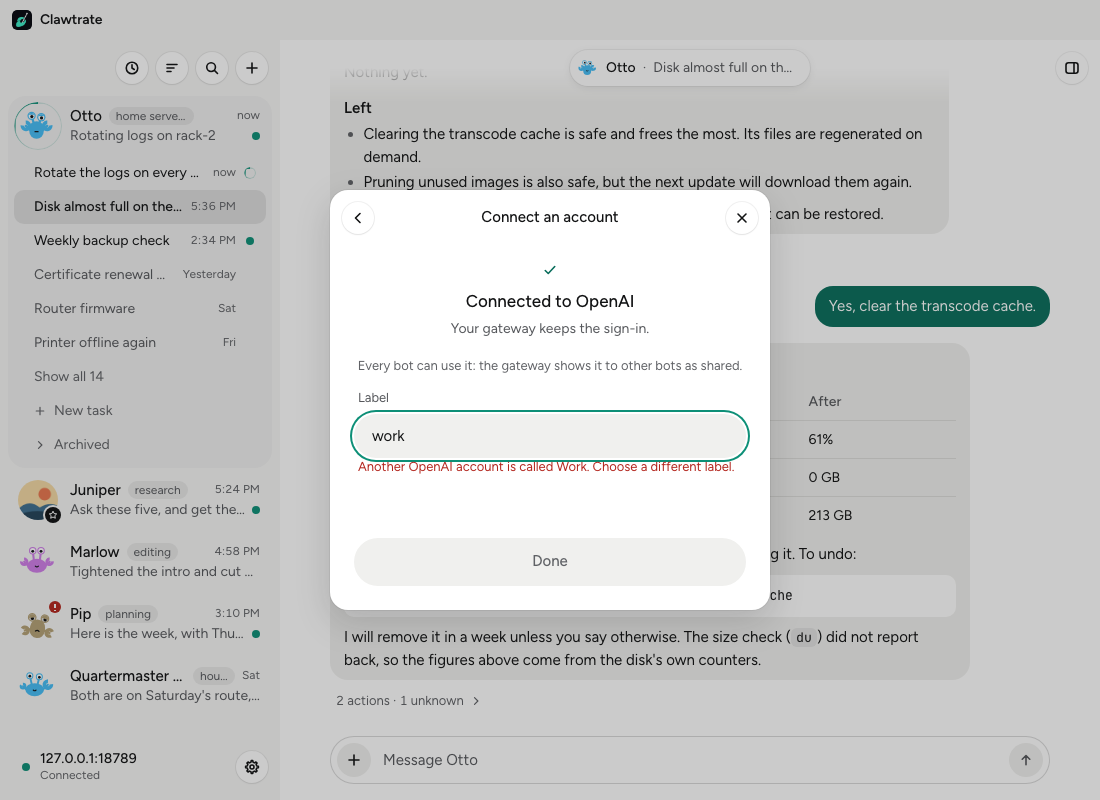 Clawtrate
Otto home serve... now
Rotating logs on rack-2
Rotate the logs on every ... now
Disk almost full on the... 5:36 PM
Weekly backup check 2:34 PM
Certificate renewal ... Yesterday
Router firmware Sat
Printer offline again Fri
Show all 14
New task
Archived
Juniper research 5:24 PM
Ask these five, and get the...
Marlow editing 4:58 PM
Tightened the intro and cut ...
Pip planning 3:10 PM
Here is the week, with Thu...
Quartermaster ... hou... Sat
Both are on Saturday's route,...
127.0.0.1:18789
Connected
Otto · Disk almost full on th...
Nothing yet.
Left
Clearing the transcode cache is safe and frees the most. Its files are regenerated on
demand.
Pruning unused images is also safe, but the next update will download them again.
can be restored.
Yes, clear the transcode cache.
After
61%
0 GB
213 GB
it. To undo:
I will remove it in a week unless you say otherwise. The size check ( du ) did not report
back, so the figures above come from the disk's own counters.
2 actions · 1 unknown
Message Otto
Connect an account
Connected to OpenAI
Your gateway keeps the sign-in.
Every bot can use it: the gateway shows it to other bots as shared.
Label
work
Another OpenAI account is called Work. Choose a different label.
Done